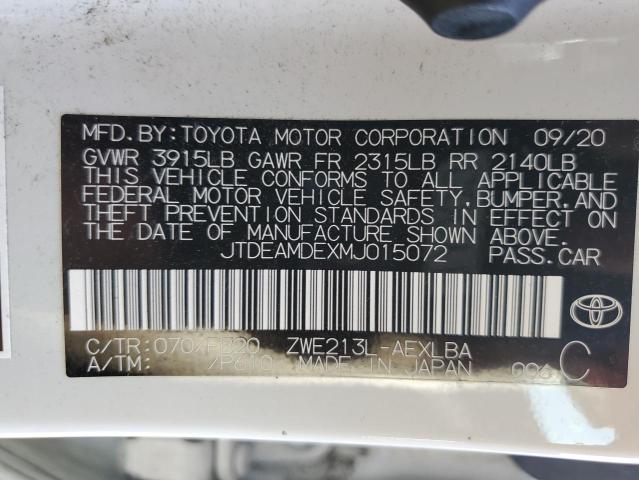 MFD.BY:TOYOTA MOTOR CORPORATION 09/20
GVWR 3915LB GAWR FR 2315LB RR 2140LB
THIS VEHICLE CONFORMS TO ALL APPLICABLE
FEDERAL MOTOR VEHICLE SAFETY,BUMPER,AND
THEFT PREVENTION STANDARDS IN EFFECT ON
THE DATE OF MANUFACTURE SHOWN ABOVE.
JTDEAMDEXMJ015072 PASS.CAR
C/TR: ZWE213L-AEXLBA C
A/TM: MADE IN JAPAN